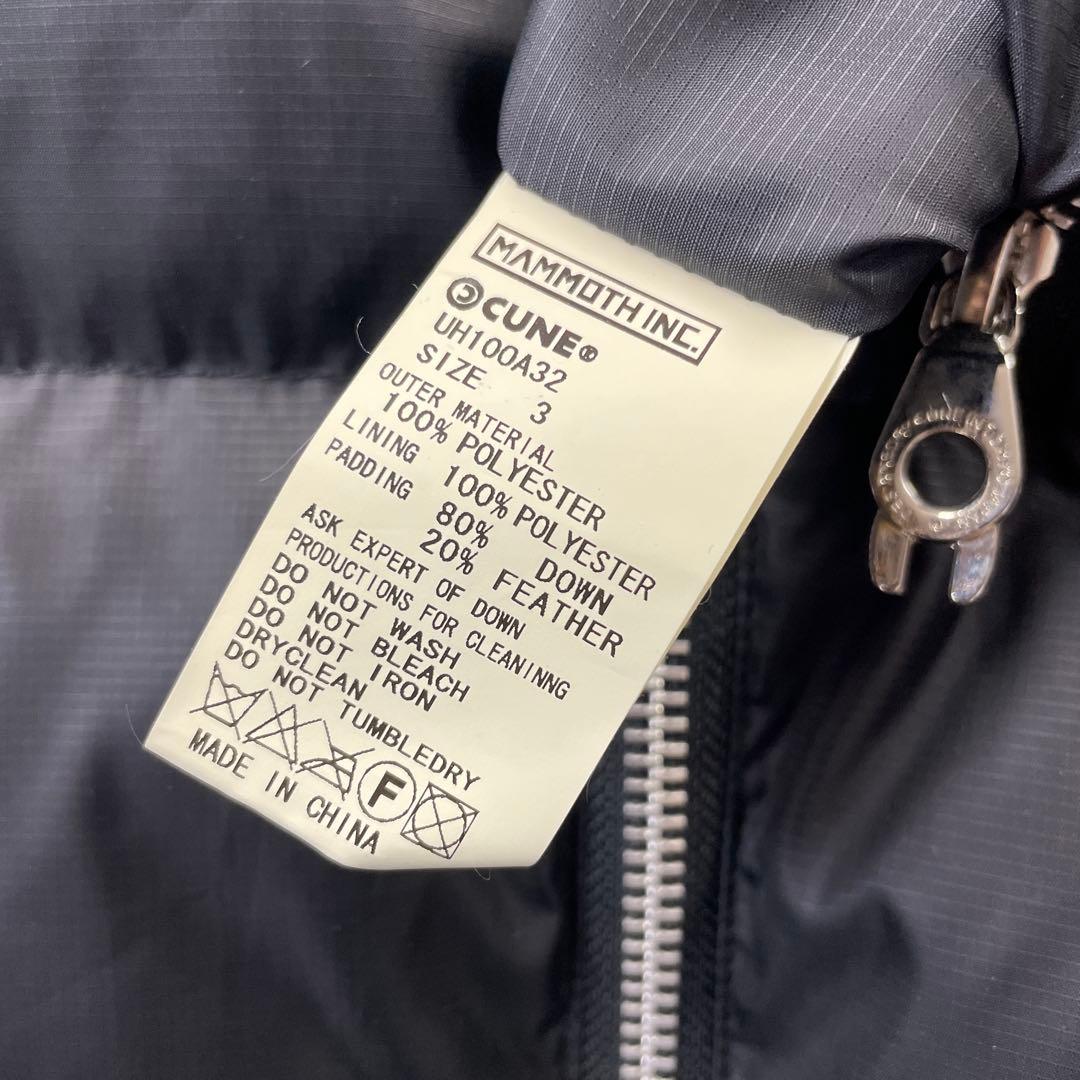 MAMMOTH INC.
CUNE®
UH100A32
SIZE 3
OUTER MATERIAL
100% POLYESTER
LINING 100% POLYESTER
PADDING 80% DOWN
20% FEATHER
ASK EXPERT OF DOWN
PRODUCTIONS FOR CLEANINNG
DO NOT WASH
DO NOT BLEACH
DO NOT IRON
DRYCLEAN
DO NOT TUMBLEDRY
F
MADE IN CHINA
CUNE